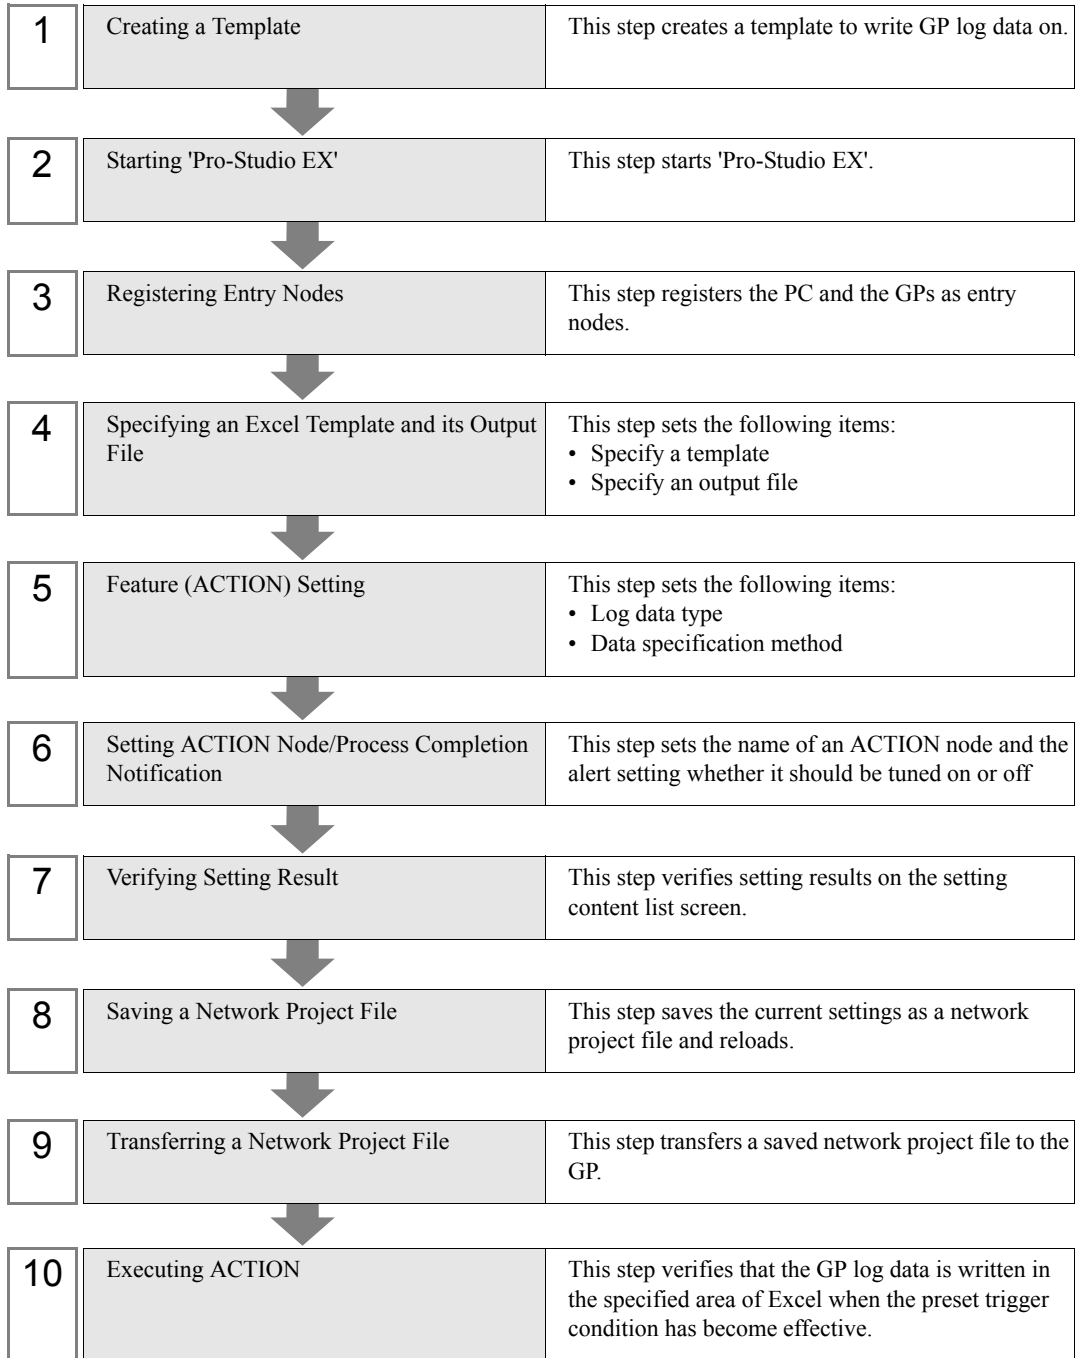 1
Creating a Template
This step creates a template to write GP log data on.
2
Starting 'Pro-Studio EX'
This step starts 'Pro-Studio EX'.
3
Registering Entry Nodes
This step registers the PC and the GPs as entry
nodes.
4
Specifying an Excel Template and its Output
File
This step sets the following items:
• Specify a template
• Specify an output file
5
Feature (ACTION) Setting
This step sets the following items:
• Log data type
• Data specification method
6
Setting ACTION Node/Process Completion
Notification
This step sets the name of an ACTION node and the
alert setting whether it should be tuned on or off
7
Verifying Setting Result
This step verifies setting results on the setting
content list screen.
8
Saving a Network Project File
This step saves the current settings as a network
project file and reloads.
9
Transferring a Network Project File
This step transfers a saved network project file to the
GP.
10
Executing ACTION
This step verifies that the GP log data is written in
the specified area of Excel when the preset trigger
condition has become effective.